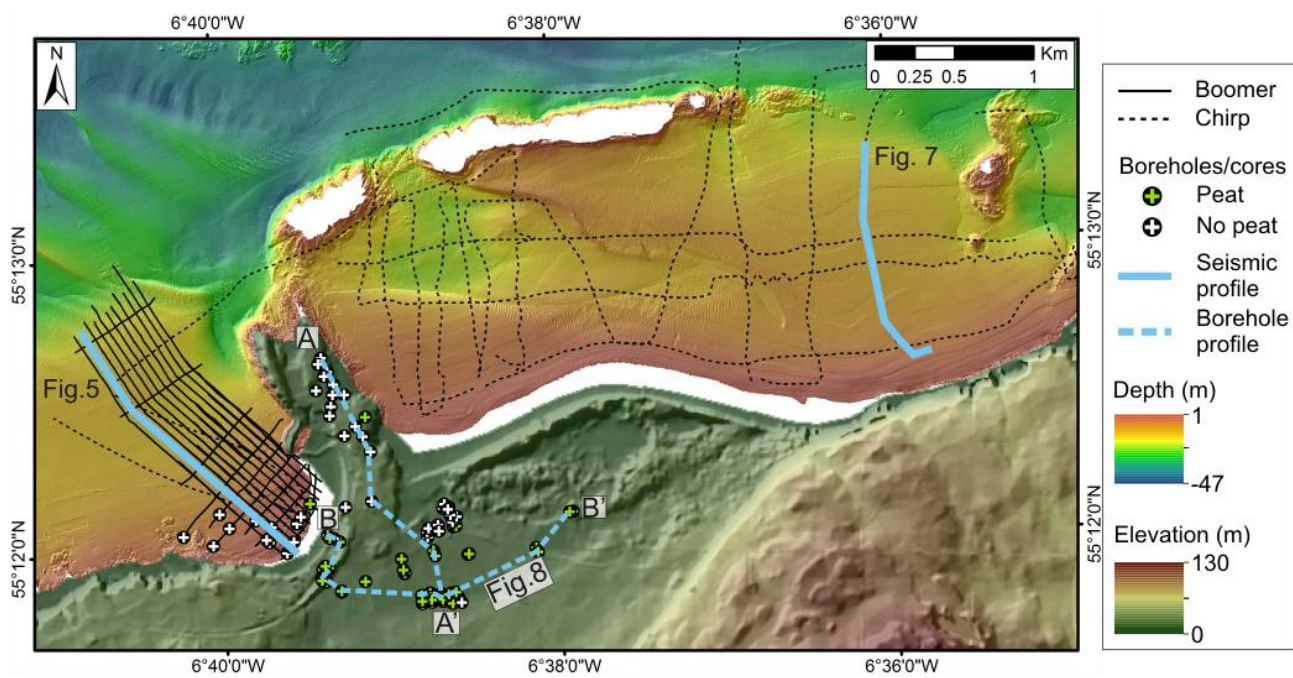 6°40'0"W
6°38'0"W
6°36'0"W
N
Km
0 0.25 0.5 1
Boomer
Chirp
Boreholes/cores
Peat
No peat
Seismic
profile
Borehole
profile
Depth (m)
1
-47
Elevation (m)
130
0
Fig. 7
55°13'0"N
55°13'0"N
A
Fig.5
B
B'
Fig.8
A'
55°12'0"N
55°12'0"N
6°40'0"W
6°38'0"W
6°36'0"W